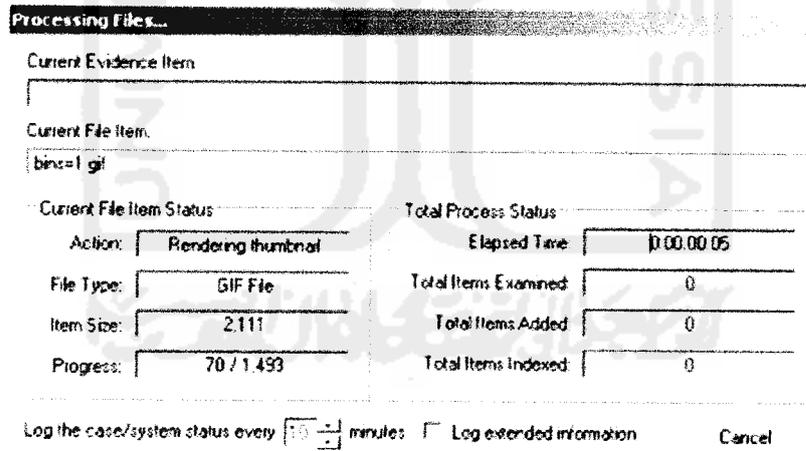 Processing Files...
Current Evidence Item
Current File Item:
bins=1.gif
Current File Item Status
Action: Rendering thumbnail
File Type: GIF File
Item Size: 2,111
Progress: 70 / 1,493
Total Process Status
Elapsed Time: 0:00:00:05
Total Items Examined: 0
Total Items Added: 0
Total Items Indexed: 0
Log the case/system status every 10 minutes
Log extended information
Cancel